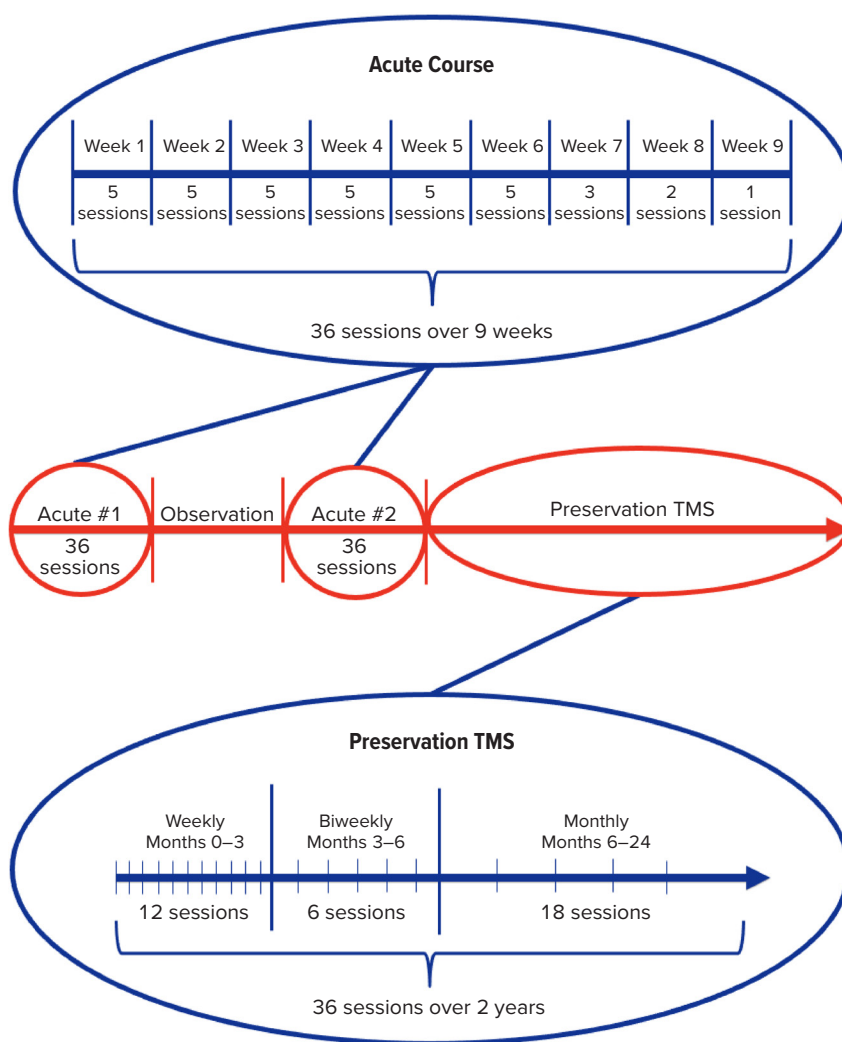 Acute Course
Week 1 Week 2 Week 3 Week 4 Week 5 Week 6 Week 7 Week 8 Week 9
5 5 5 5 5 5 3 2 1
sessions sessions sessions sessions sessions sessions sessions sessions session
36 sessions over 9 weeks
Acute #1 Observation Acute #2 Preservation TMS
36 36
sessions sessions
Preservation TMS
Weekly Biweekly Monthly
Months 0–3 Months 3–6 Months 6–24
12 sessions 6 sessions 18 sessions
36 sessions over 2 years